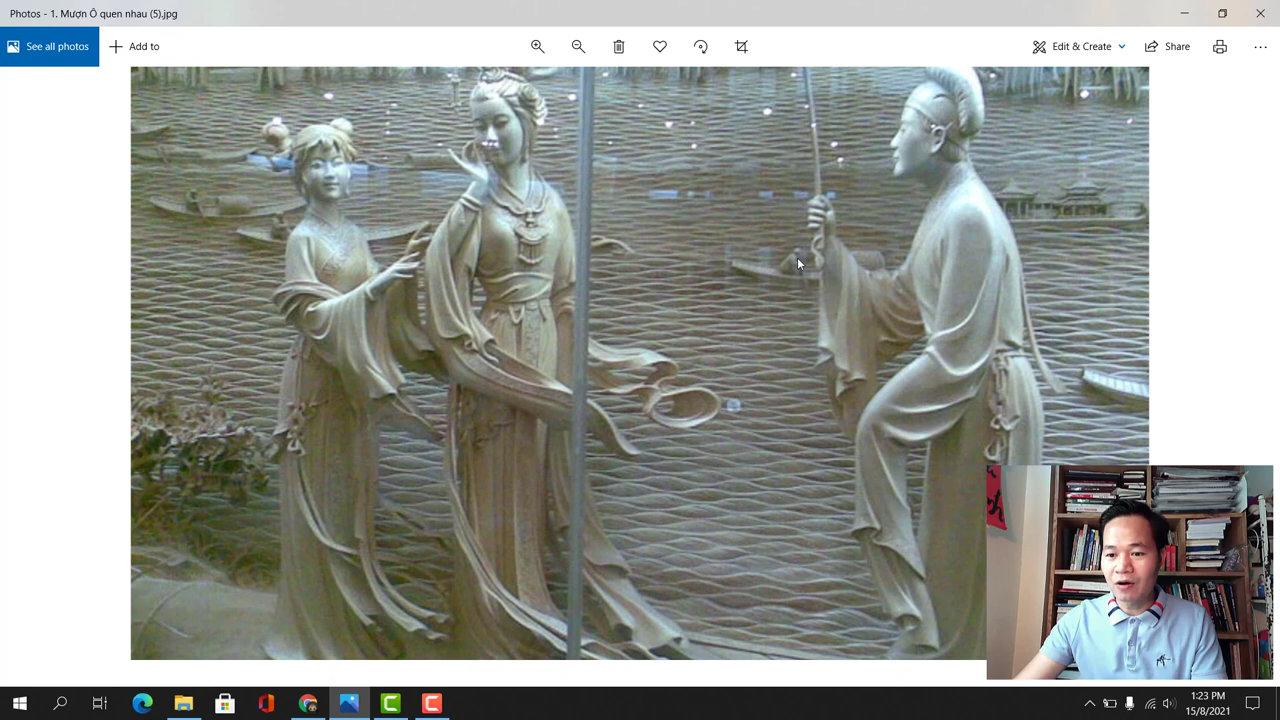 Photos - 1. Mượn Ô quen nhau (5).jpg
See all photos
Add to
Edit & Create
Share
1:23 PM
15/8/2021